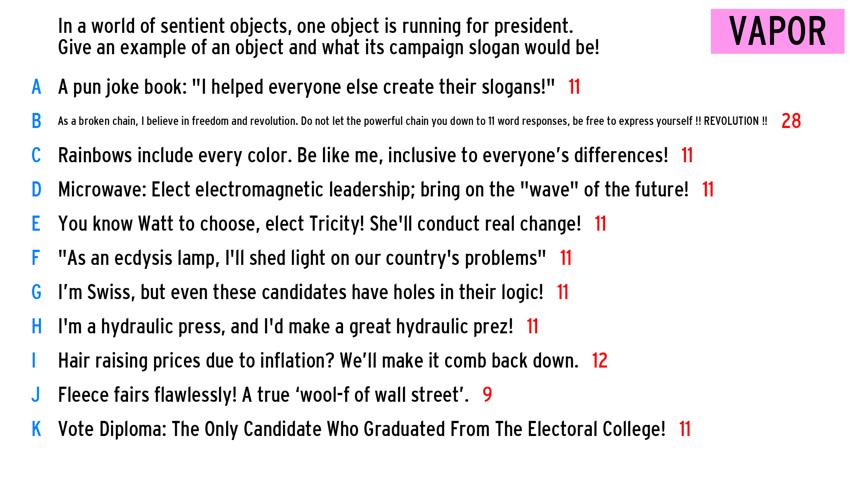 In a world of sentient objects, one object is running for president.
Give an example of an object and what its campaign slogan would be!
VAPOR
A A pun joke book: "I helped everyone else create their slogans!" 11
B As a broken chain, I believe in freedom and revolution. Do not let the powerful chain you down to 11 word responses, be free to express yourself !! REVOLUTION !! 28
C Rainbows include every color. Be like me, inclusive to everyone’s differences! 11
D Microwave: Elect electromagnetic leadership; bring on the "wave" of the future! 11
E You know Watt to choose, elect Tricity! She'll conduct real change! 11
F "As an ecdysis lamp, I'll shed light on our country's problems" 11
G I’m Swiss, but even these candidates have holes in their logic! 11
H I'm a hydraulic press, and I'd make a great hydraulic prez! 11
I Hair raising prices due to inflation? We’ll make it comb back down. 12
J Fleece fairs flawlessly! A true ‘wool-f of wall street’. 9
K Vote Diploma: The Only Candidate Who Graduated From The Electoral College! 11